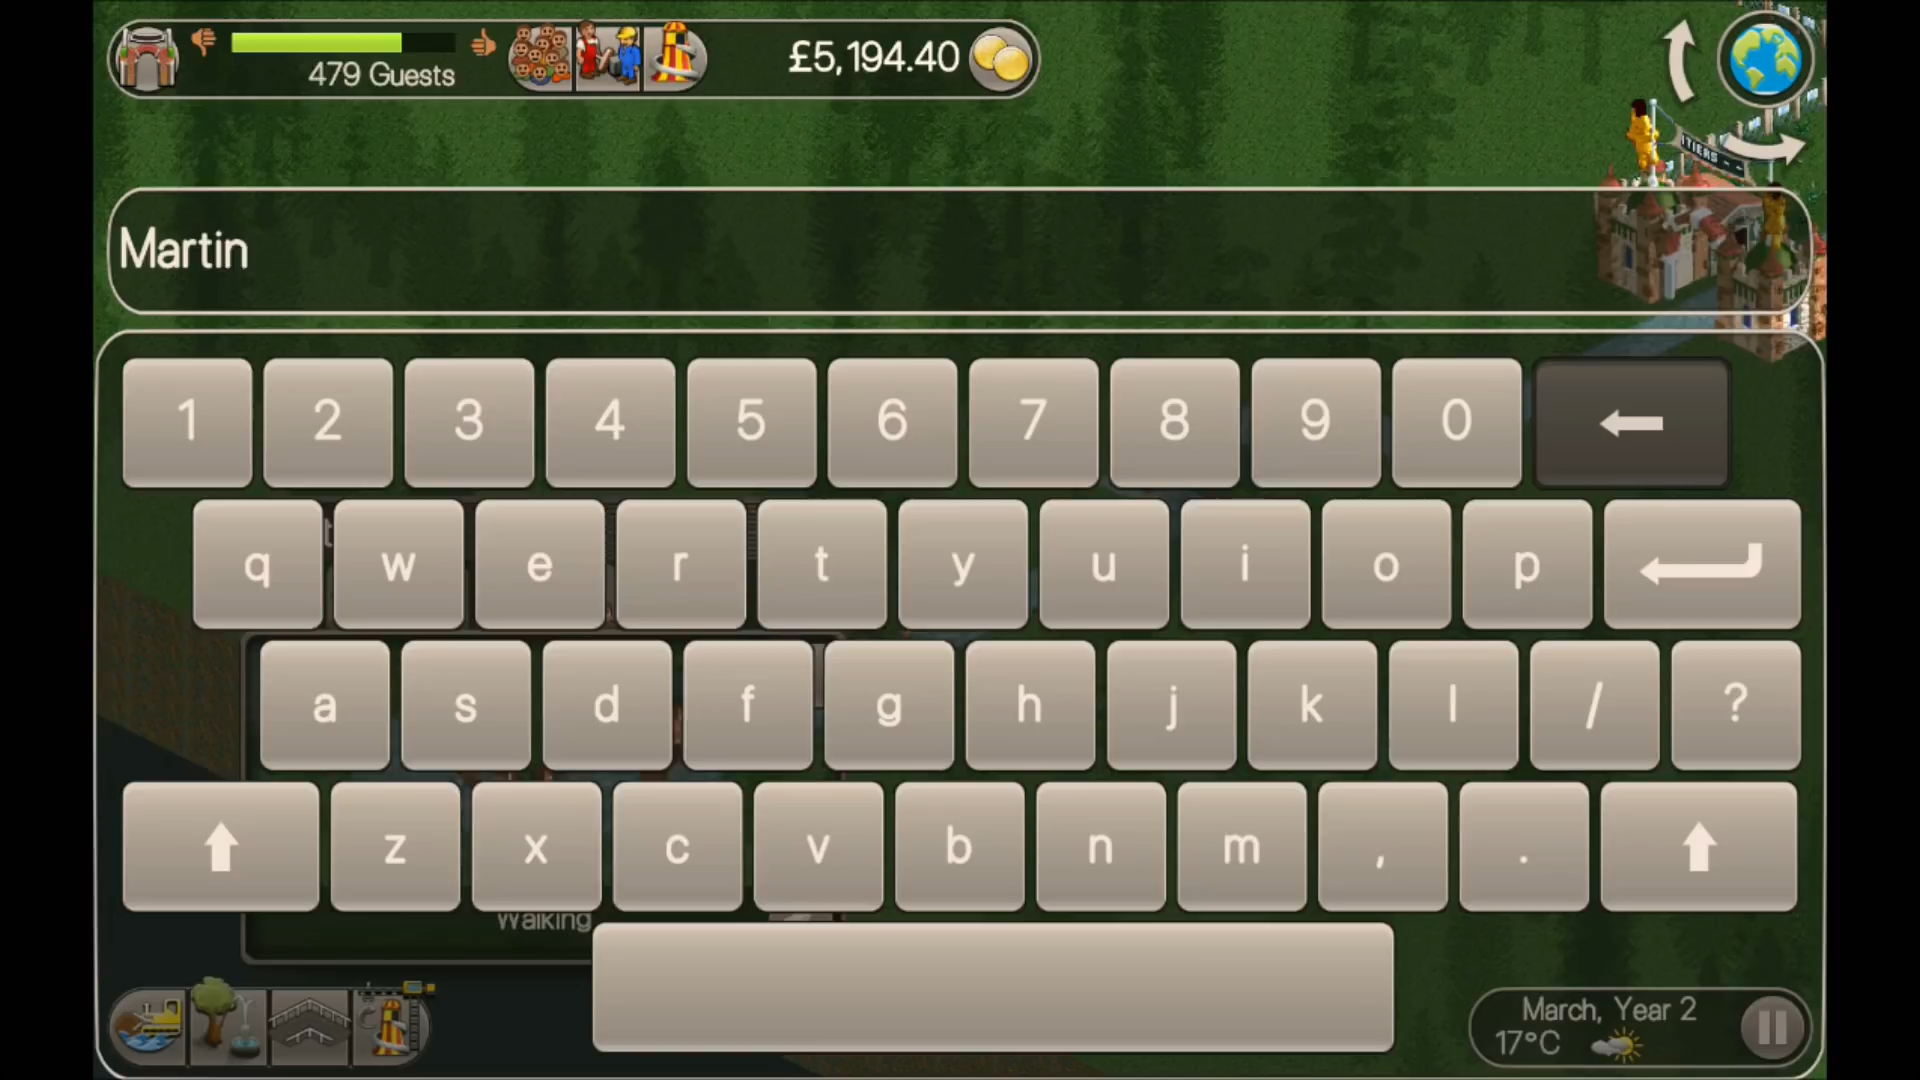 479 Guests
£5,194.40
Martin
1 2 3 4 5 6 7 8 9 0
q w e r t y u i o p
a s d f g h j k l / ?
z x c v b n m , .
Walking
March, Year 2
17°C